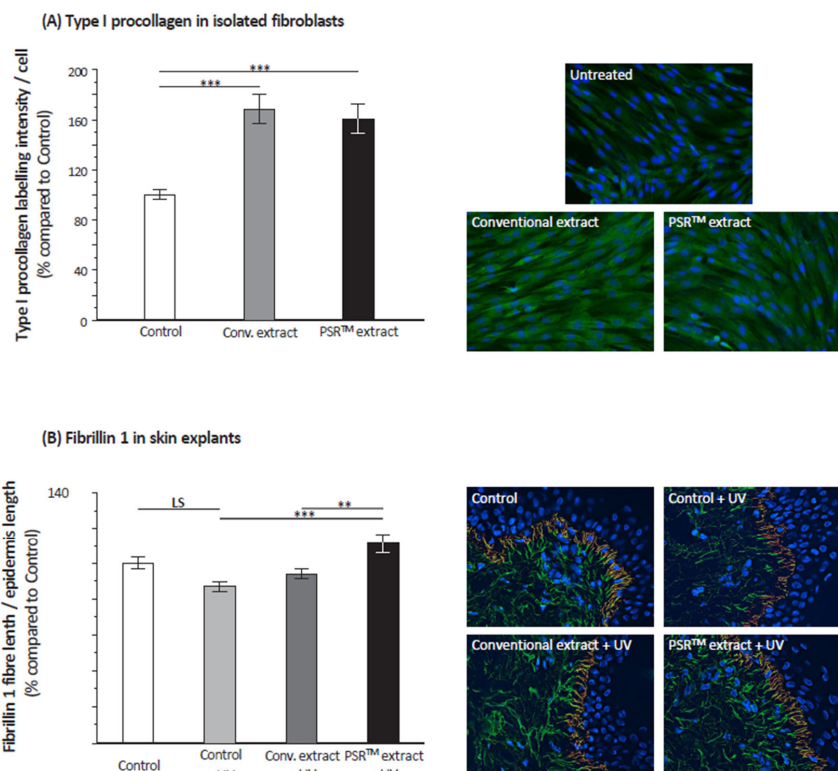 (A) Type I procollagen in isolated fibroblasts
Type I procollagen labelling intensity / cell
(% compared to Control)
200
160
120
80
40
0
***
***
Control
Conv. extract
PSR™ extract
Untreated
Conventional extract
PSR™ extract
(B) Fibrillin 1 in skin explants
Fibrillin 1 fibre lenth / epidermis length
(% compared to Control)
140
LS
**
***
Control
Control
Conv. extract
PSR™ extract
Control
Control + UV
Conventional extract + UV
PSR™ extract + UV